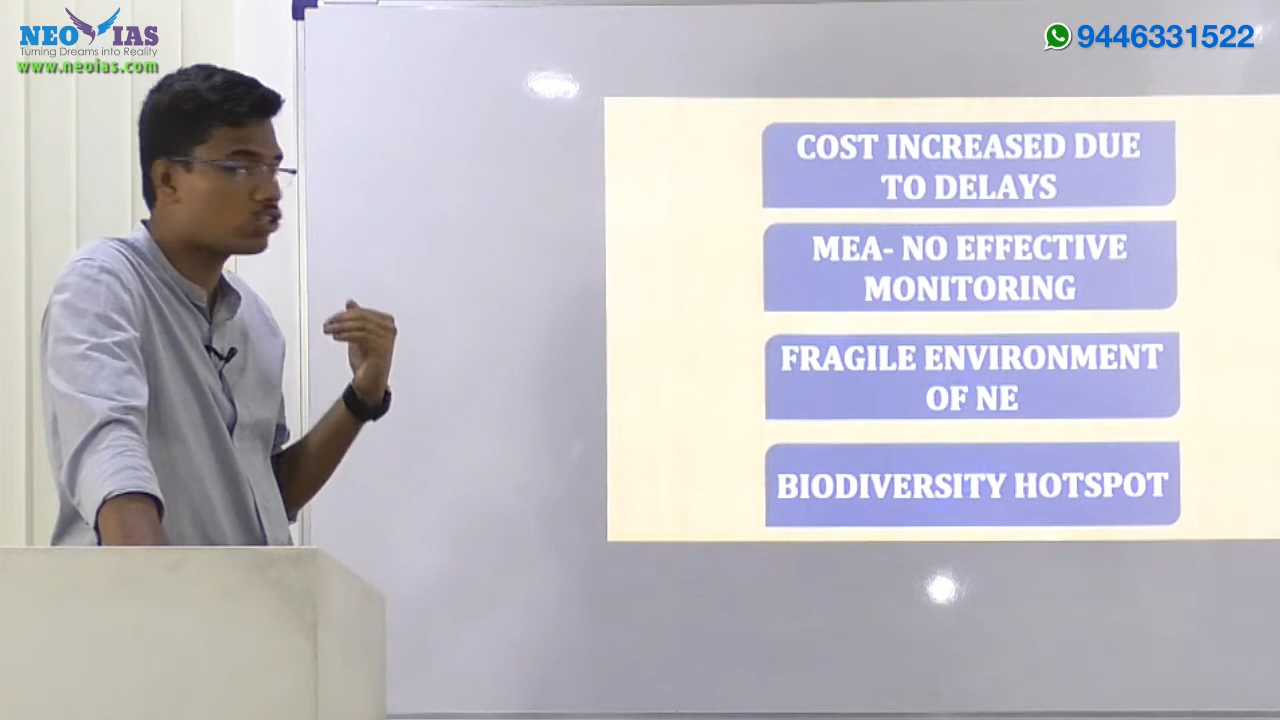 NEO IAS
Turning Dreams into Reality
www.neoias.com
9446331522
COST INCREASED DUE
TO DELAYS
MEA- NO EFFECTIVE
MONITORING
FRAGILE ENVIRONMENT
OF NE
BIODIVERSITY HOTSPOT